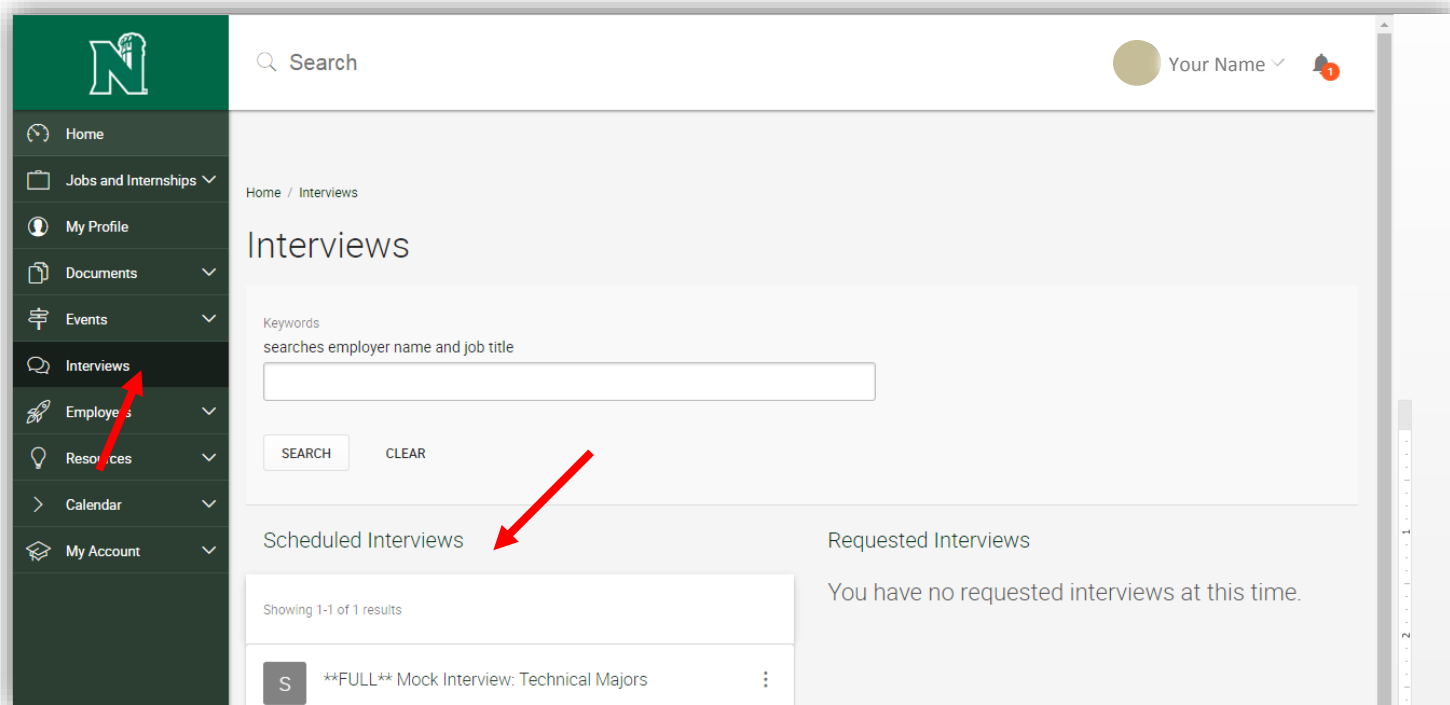 N
Search
Your Name
1
Home
Jobs and Internships
My Profile
Documents
Events
Interviews
Employers
Resources
Calendar
My Account
Home / Interviews
Interviews
Keywords
searches employer name and job title
SEARCH CLEAR
Scheduled Interviews
Showing 1-1 of 1 results
S **FULL** Mock Interview: Technical Majors
Requested Interviews
You have no requested interviews at this time.
1
2